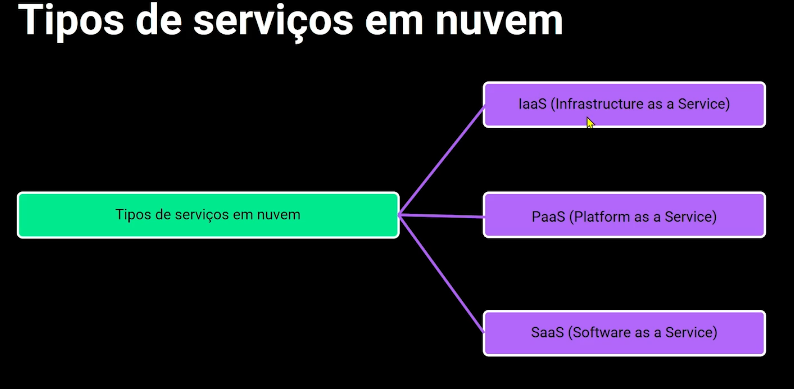 Tipos de serviços em nuvem
IaaS (Infrastructure as a Service)
Tipos de serviços em nuvem
PaaS (Platform as a Service)
SaaS (Software as a Service)